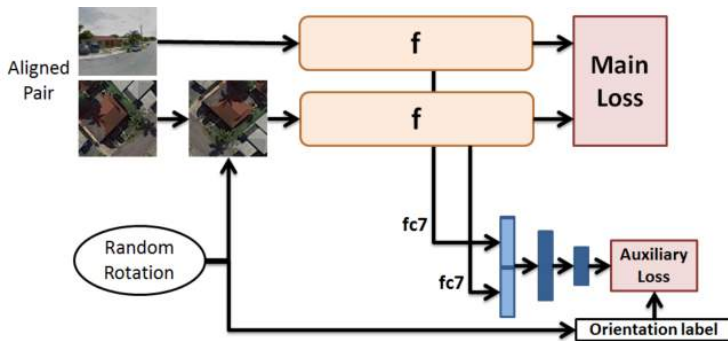 Aligned
Pair
f
Main
Loss
f
Random
Rotation
fc7
fc7
Auxiliary
Loss
Orientation label